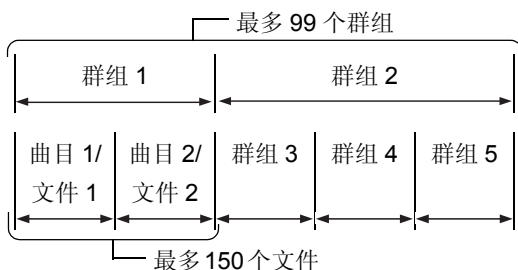 最多 99 个群组
群组 1 群组 2
曲目 1/ 曲目 2/ 群组 3 群组 4 群组 5
文件 1 文件 2
最多150个文件